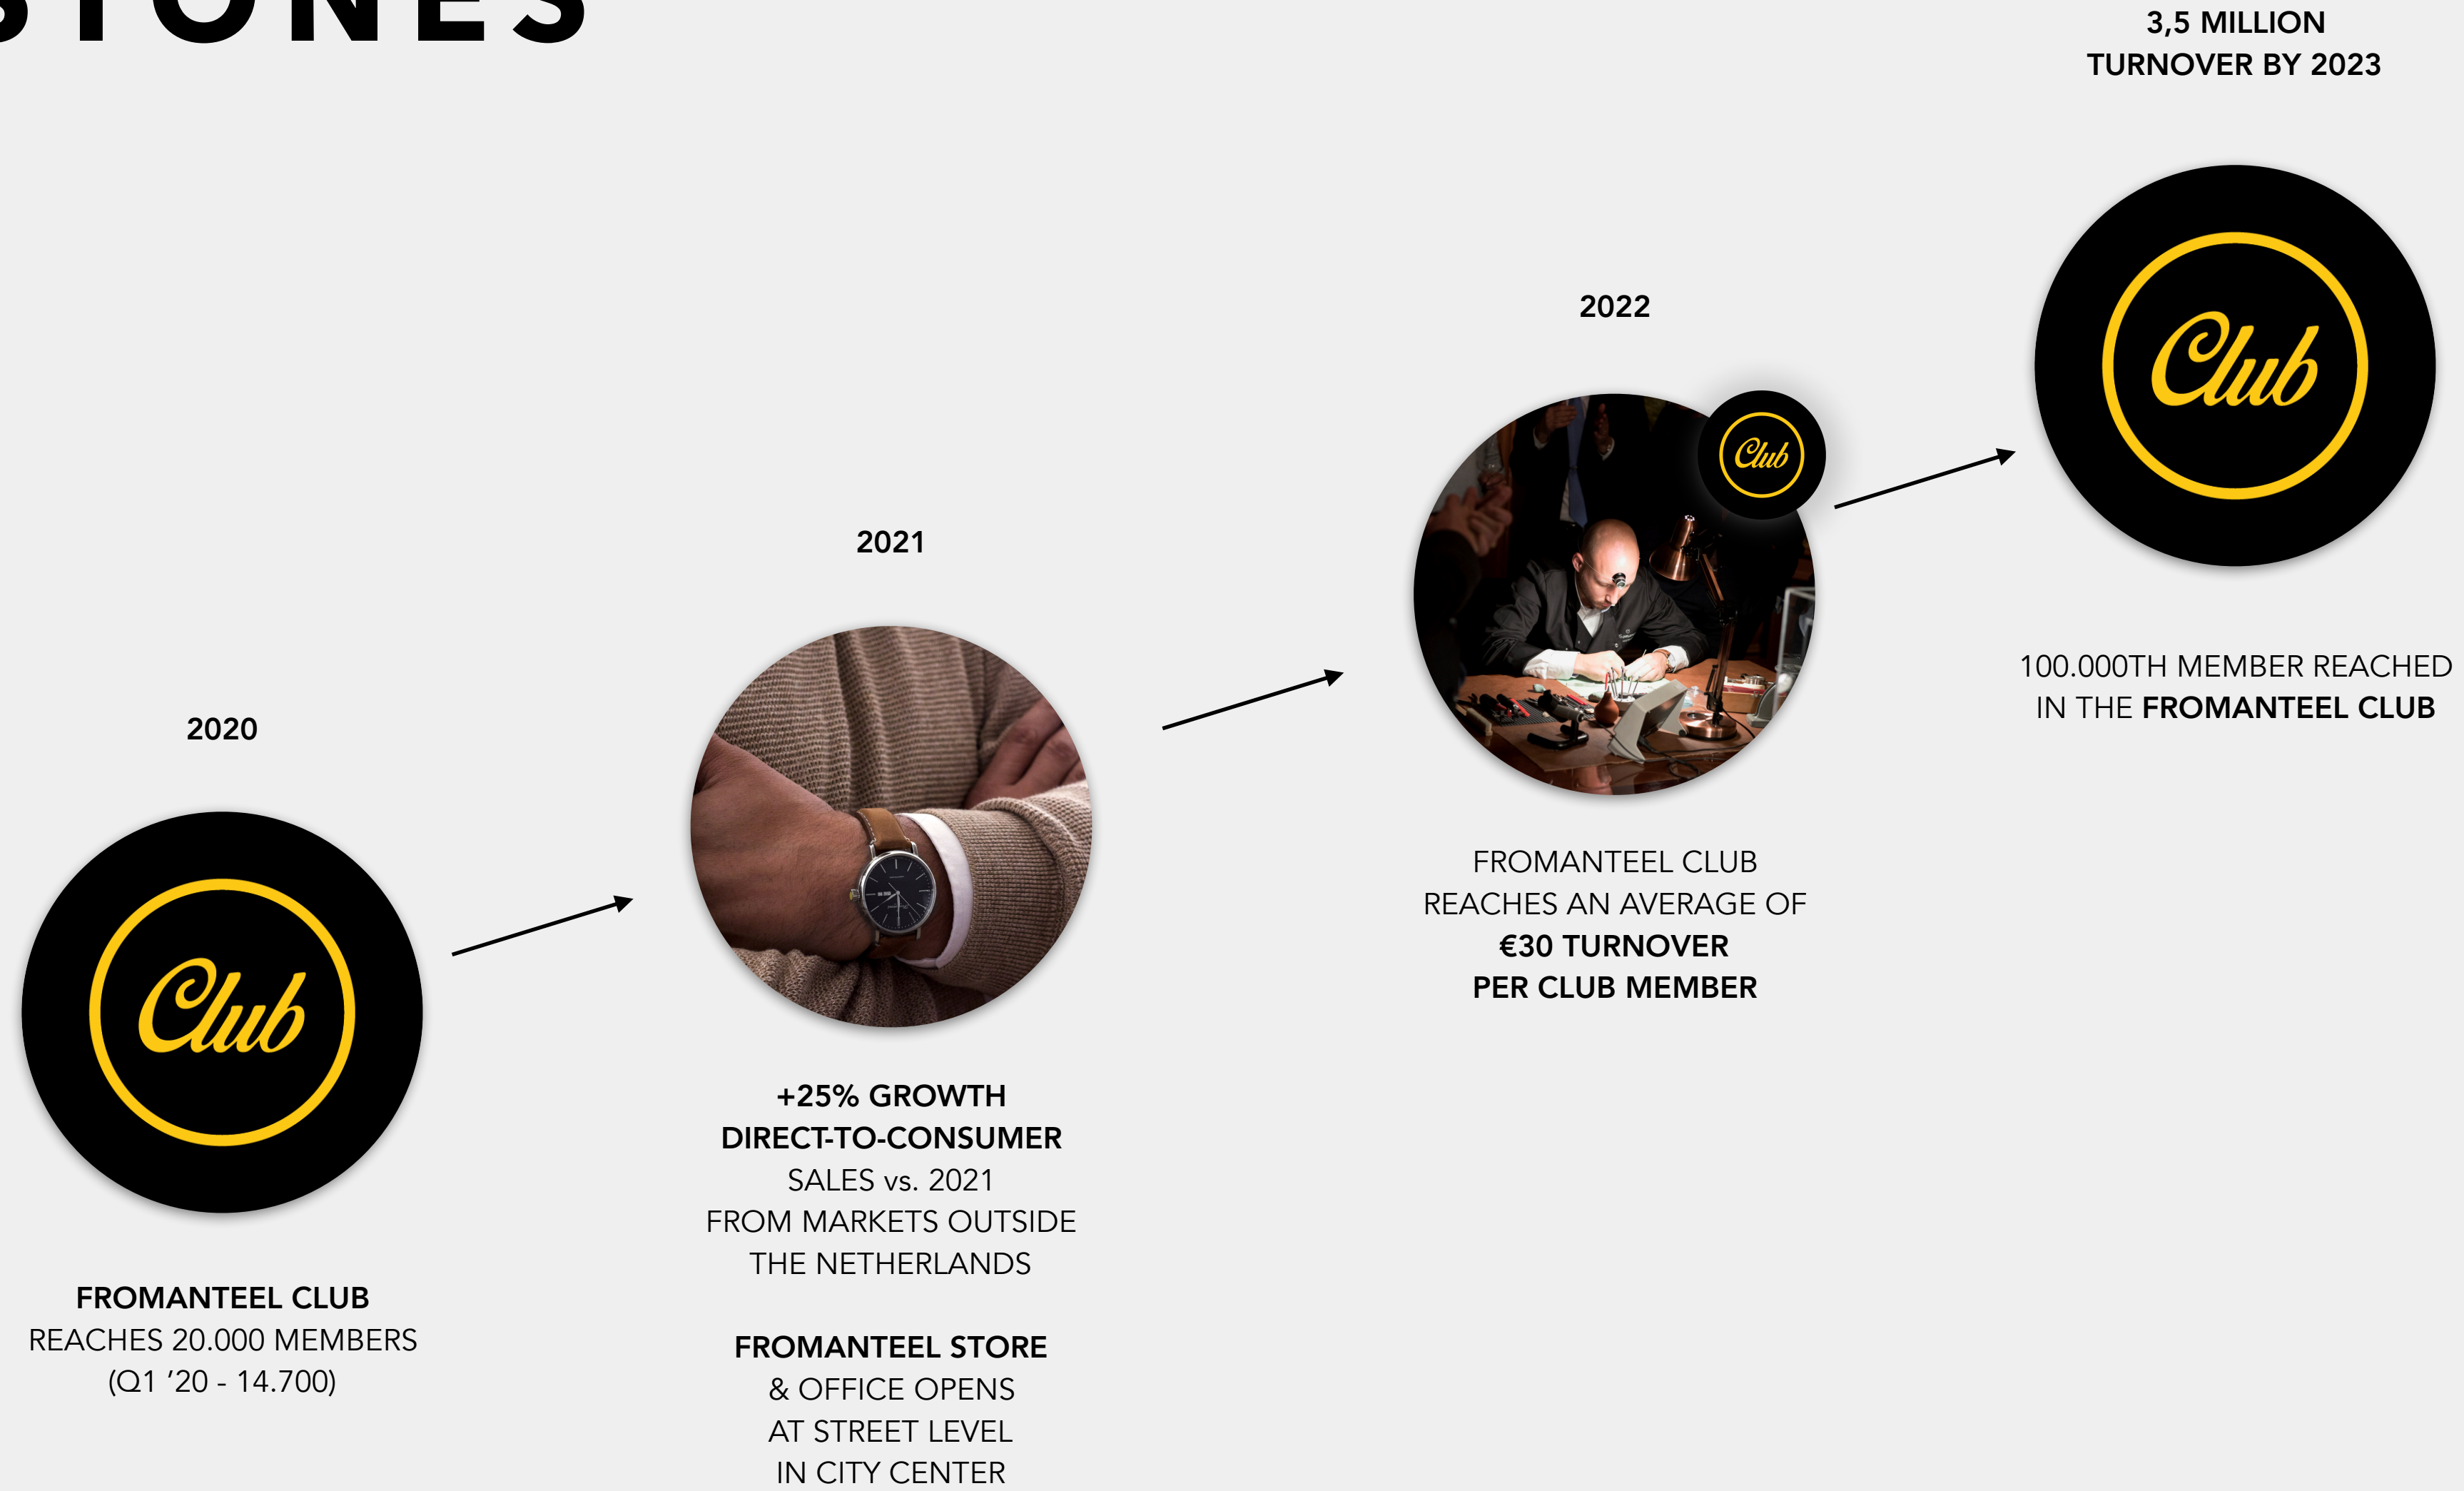 STONES
3,5 MILLION
TURNOVER BY 2023
Club
100.000TH MEMBER REACHED
IN THE FROMANTEEL CLUB
2022
Club
FROMANTEEL CLUB
REACHES AN AVERAGE OF
€30 TURNOVER
PER CLUB MEMBER
2021
+25% GROWTH
DIRECT-TO-CONSUMER
SALES vs. 2021
FROM MARKETS OUTSIDE
THE NETHERLANDS
FROMANTEEL STORE
& OFFICE OPENS
AT STREET LEVEL
IN CITY CENTER
2020
Club
FROMANTEEL CLUB
REACHES 20.000 MEMBERS
(Q1 ’20 - 14.700)